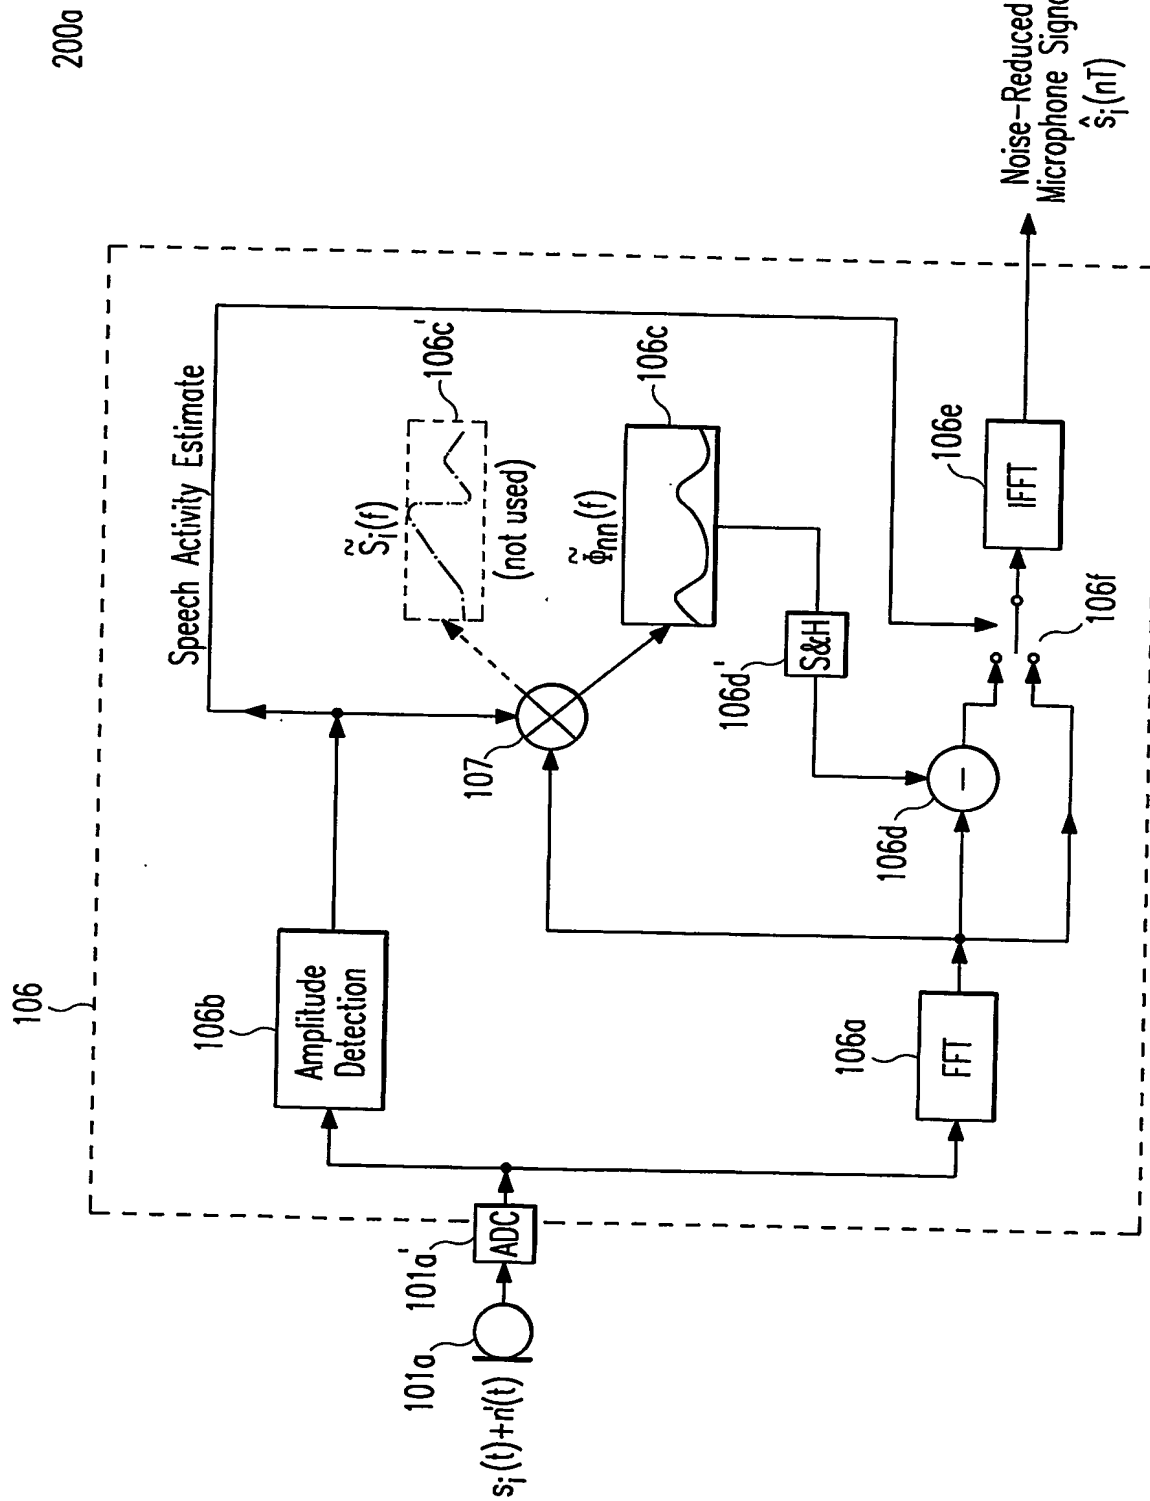 200a
106
Speech Activity Estimate
106b
Amplitude
Detection
S̃i(f)
106c'
(not used)
107
Φ̃nn(f)
106c
106d'
S&H
101a
101a'
ADC
si(t)+n'(t)
106a
FFT
106d
106e
IFFT
106f
Noise-Reduced
Microphone
ŝi(nT)